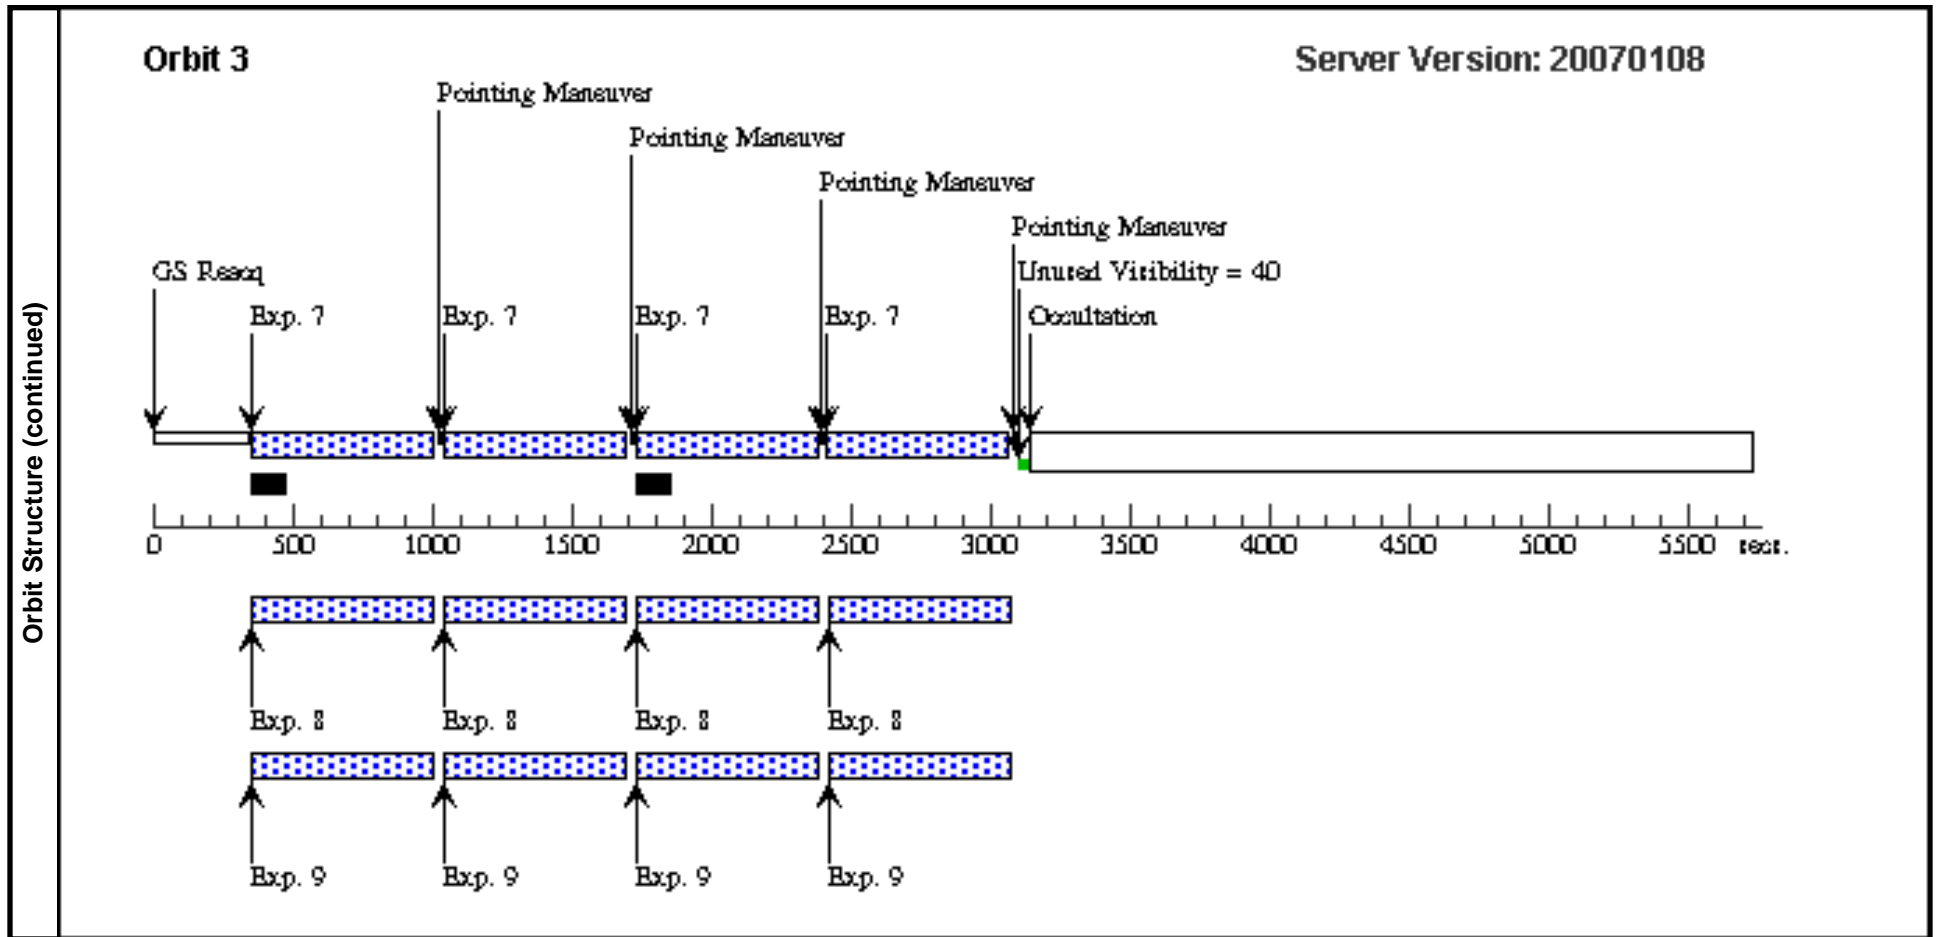 Orbit Structure (continued)
Orbit 3
Server Version: 20070108
Pointing Maneuver
Pointing Maneuver
Pointing Maneuver
Pointing Maneuver
GS Reacq
Unused Visibility = 40
Exp. 7
Exp. 7
Exp. 7
Exp. 7
Occultation
0 500 1000 1500 2000 2500 3000 3500 4000 4500 5000 5500 secs.
Exp. 8
Exp. 8
Exp. 8
Exp. 8
Exp. 9
Exp. 9
Exp. 9
Exp. 9